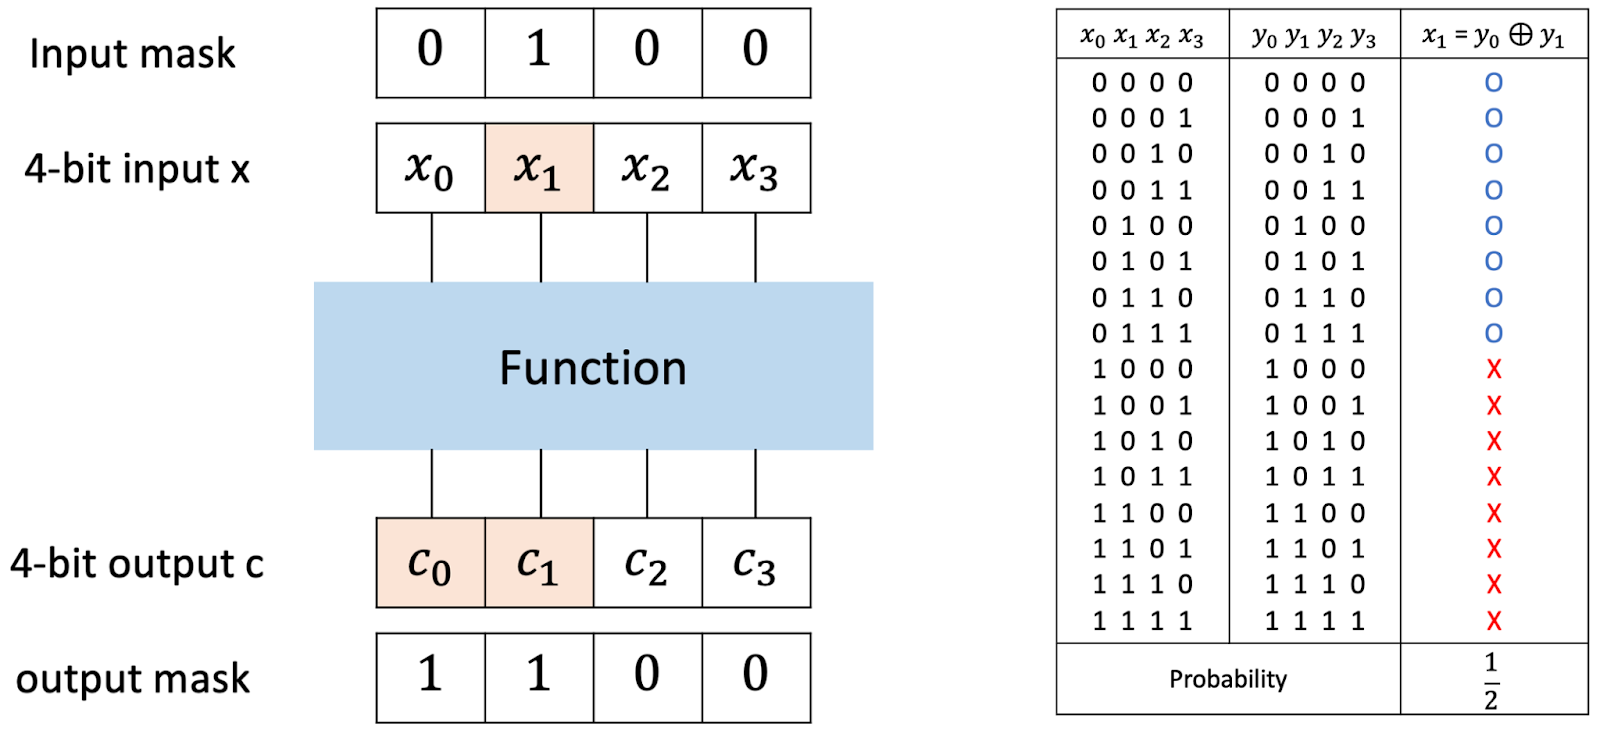 Input mask 0 1 0 0
4-bit input x x₀ x₁ x₂ x₃
Function
4-bit output c c₀ c₁ c₂ c₃
output mask 1 1 0 0
x₀ x₁ x₂ x₃ y₀ y₁ y₂ y₃ x₁ = y₀ ⊕ y₁
0 0 0 0 0 0 0 0 O
0 0 0 1 0 0 0 1 O
0 0 1 0 0 0 1 0 O
0 0 1 1 0 0 1 1 O
0 1 0 0 0 1 0 0 O
0 1 0 1 0 1 0 1 O
0 1 1 0 0 1 1 0 O
0 1 1 1 0 1 1 1 O
1 0 0 0 1 0 0 0 X
1 0 0 1 1 0 0 1 X
1 0 1 0 1 0 1 0 X
1 0 1 1 1 0 1 1 X
1 1 0 0 1 1 0 0 X
1 1 0 1 1 1 0 1 X
1 1 1 0 1 1 1 0 X
1 1 1 1 1 1 1 1 X
Probability 1/2